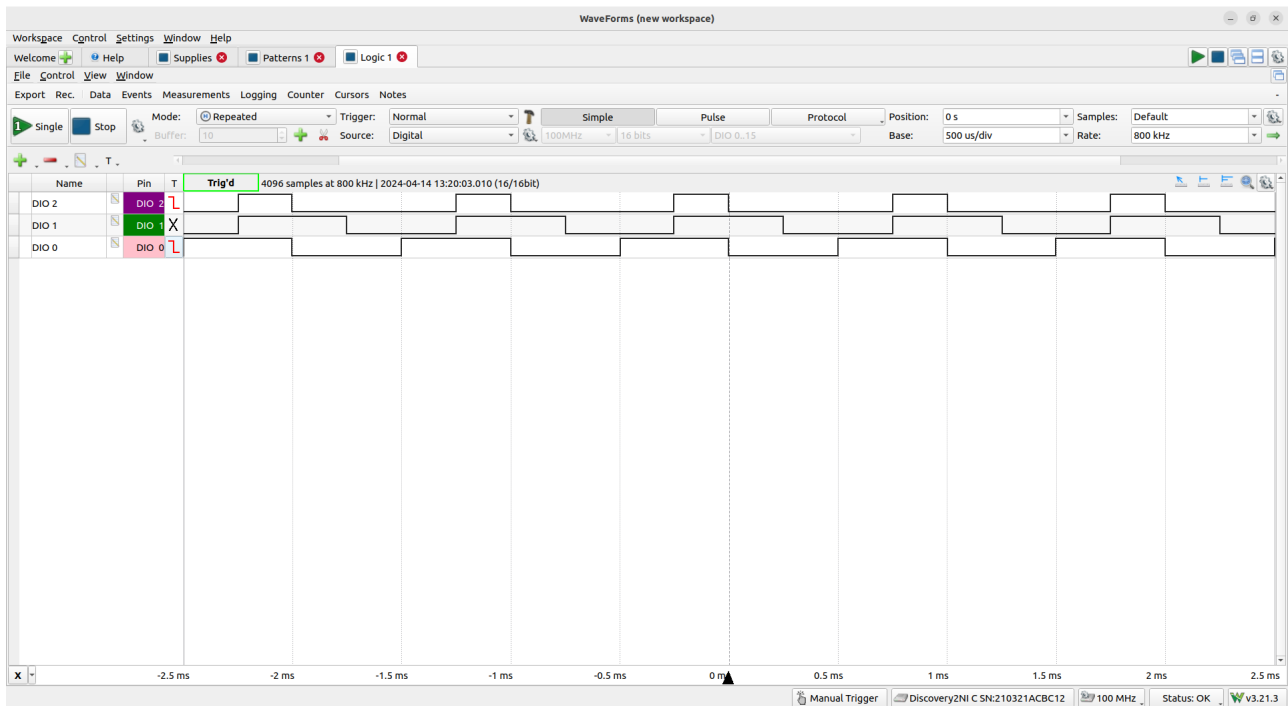 WaveForms (new workspace)
Workspace Control Settings Window Help
Welcome Help Supplies Patterns 1 Logic 1
File Control View Window
Export Rec. Data Events Measurements Logging Counter Cursors Notes
1 Single Stop Mode: Repeated Trigger: Normal Simple Pulse Protocol Position: 0 s Samples: Default
Buffer: 10 Source: Digital 100MHz 16 bits DIO 0..15 Base: 500 us/div Rate: 800 kHz
T
Name Pin T Trig'd 4096 samples at 800 kHz | 2024-04-14 13:20:03.010 (16/16bit)
DIO 2 DIO 2
DIO 1 DIO 1 X
DIO 0 DIO 0
X -2.5 ms -2 ms -1.5 ms -1 ms -0.5 ms 0 ms 0.5 ms 1 ms 1.5 ms 2 ms 2.5 ms
Manual Trigger Discovery2NI C SN:210321ACBC12 100 MHz Status: OK v3.21.3